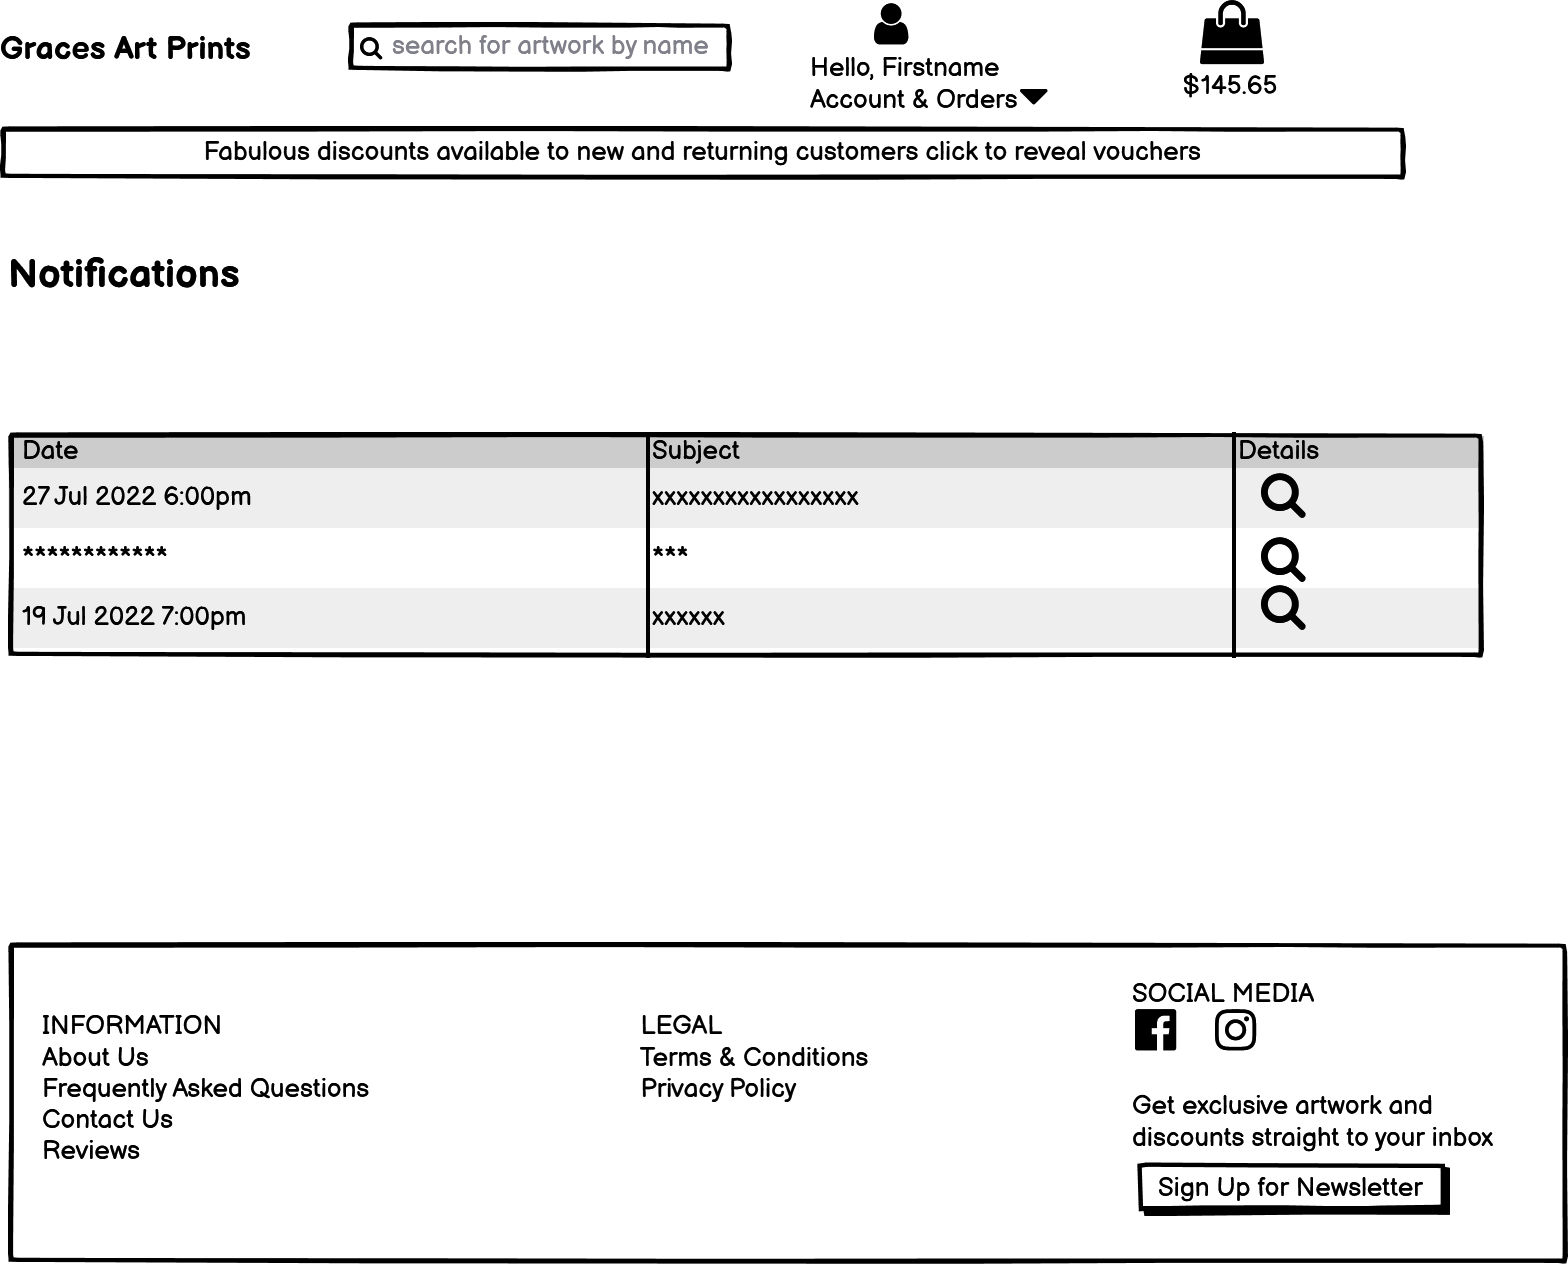 Graces Art Prints
search for artwork by name
Hello, Firstname
Account & Orders
$145.65
Fabulous discounts available to new and returning customers click to reveal vouchers
Notifications
Date Subject Details
27 Jul 2022 6:00pm xxxxxxxxxxxxxxxxx
************ ***
19 Jul 2022 7:00pm xxxxxx
INFORMATION
About Us
Frequently Asked Questions
Contact Us
Reviews
LEGAL
Terms & Conditions
Privacy Policy
SOCIAL MEDIA
Get exclusive artwork and
discounts straight to your inbox
Sign Up for Newsletter